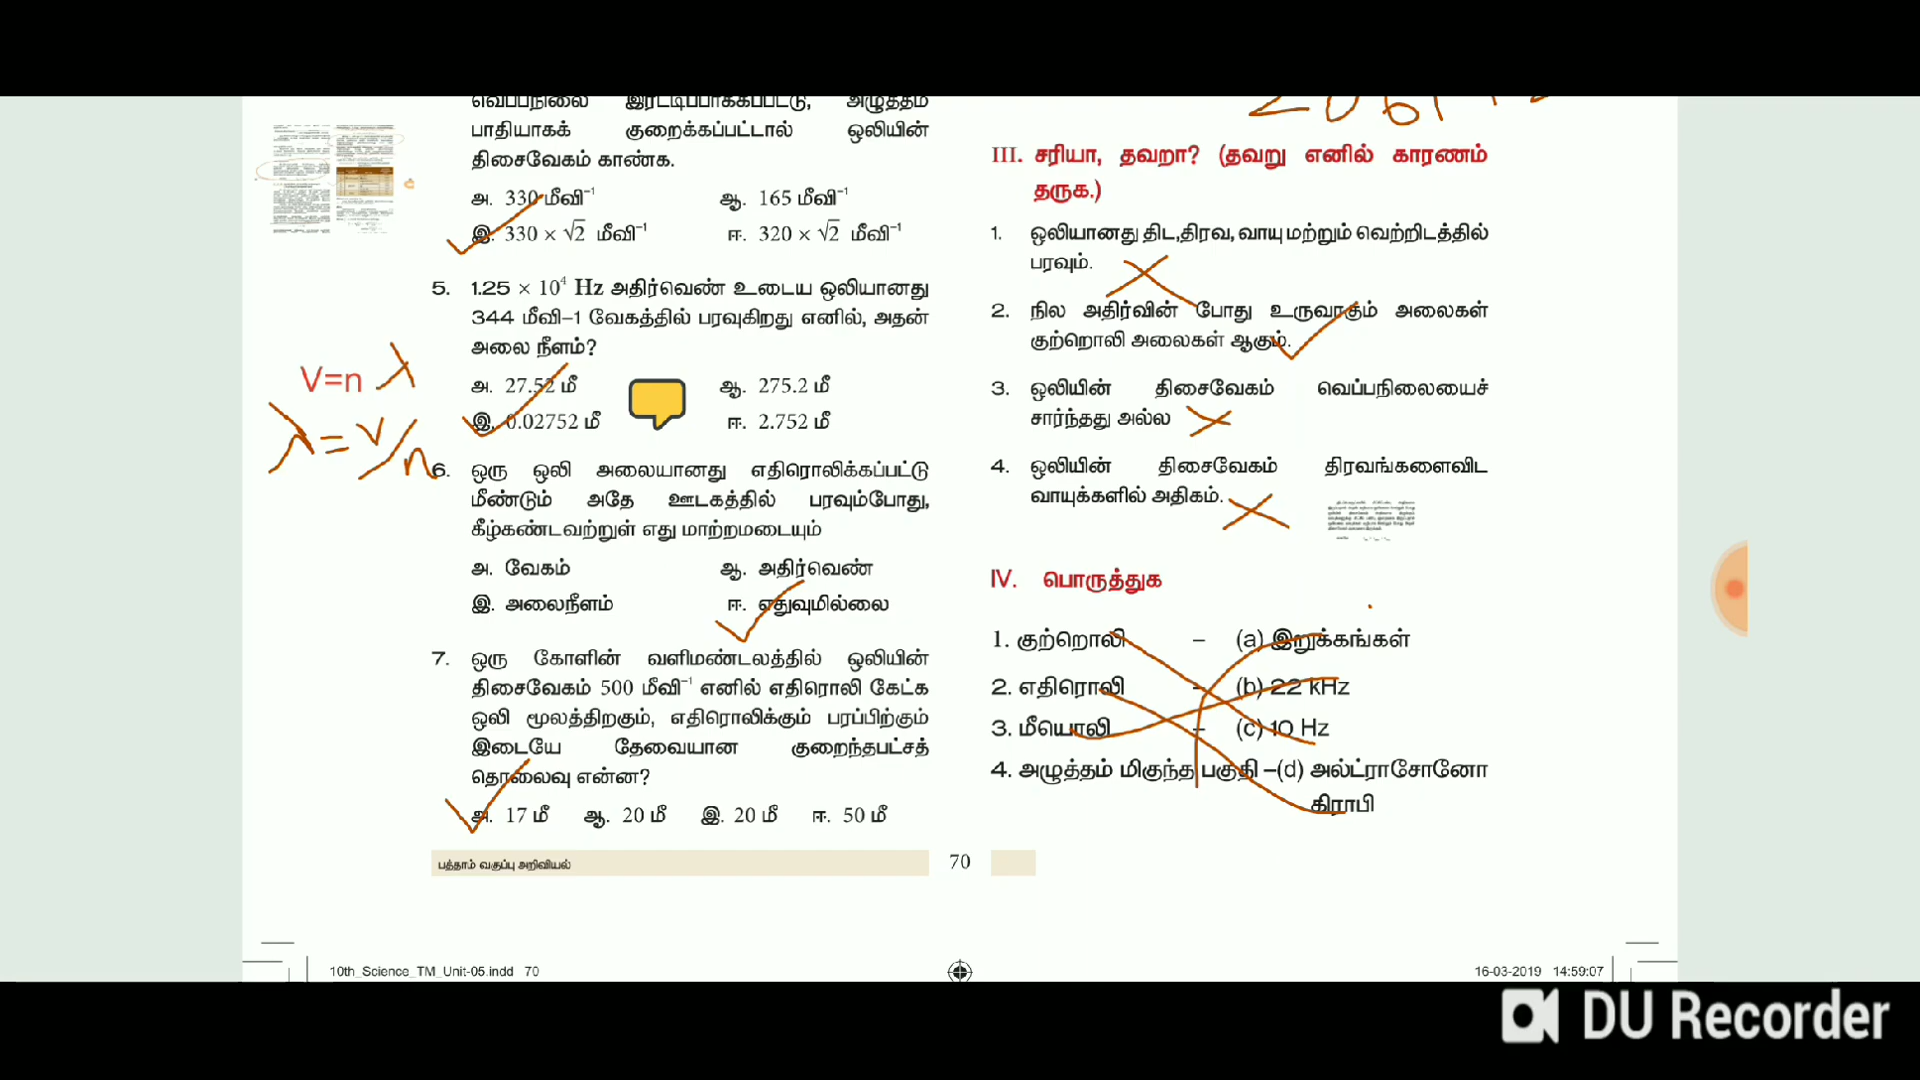 வெப்பநிலை இரட்டிப்பாக்கப்பட்டு, அழுத்தம்
பாதியாகக் குறைக்கப்பட்டால் ஒலியின்
திசைவேகம் காண்க.
அ. 330 மீவி⁻¹ ஆ. 165 மீவி⁻¹
இ. 330 × √2 மீவி⁻¹ ஈ. 320 × √2 மீவி⁻¹
5. 1.25 × 10⁴ Hz அதிர்வெண் உடைய ஒலியானது
344 மீவி–1 வேகத்தில் பரவுகிறது எனில், அதன்
அலை நீளம்?
அ. 27.52 மீ ஆ. 275.2 மீ
இ. 0.02752 மீ ஈ. 2.752 மீ
V=n λ
λ=v/n
6. ஒரு ஒலி அலையானது எதிரொலிக்கப்பட்டு
மீண்டும் அதே ஊடகத்தில் பரவும்போது,
கீழ்கண்டவற்றுள் எது மாற்றமடையும்
அ. வேகம் ஆ. அதிர்வெண்
இ. அலைநீளம் ஈ. எதுவுமில்லை
7. ஒரு கோளின் வளிமண்டலத்தில் ஒலியின்
திசைவேகம் 500 மீவி⁻¹ எனில் எதிரொலி கேட்க
ஒலி மூலத்திறகும், எதிரொலிக்கும் பரப்பிற்கும்
இடையே தேவையான குறைந்தபட்சத்
தொலைவு என்ன?
அ. 17 மீ ஆ. 20 மீ இ. 20 மீ ஈ. 50 மீ
பத்தாம் வகுப்பு அறிவியல்
70
III. சரியா, தவறா? (தவறு எனில் காரணம்
தருக.)
1. ஒலியானது திட,திரவ, வாயு மற்றும் வெற்றிடத்தில்
பரவும்.
2. நில அதிர்வின் போது உருவாகும் அலைகள்
குற்றொலி அலைகள் ஆகும்.
3. ஒலியின் திசைவேகம் வெப்பநிலையைச்
சார்ந்தது அல்ல
4. ஒலியின் திசைவேகம் திரவங்களைவிட
வாயுக்களில் அதிகம்.
IV. பொருத்துக
1. குற்றொலி – (a) இறுக்கங்கள்
2. எதிரொலி – (b) 22 kHz
3. மீயொலி – (c) 10 Hz
4. அழுத்தம் மிகுந்த பகுதி –(d) அல்ட்ராசோனோ
கிராபி
10th_Science_TM_Unit-05.indd 70
16-03-2019 14:59:07
DU Recorder